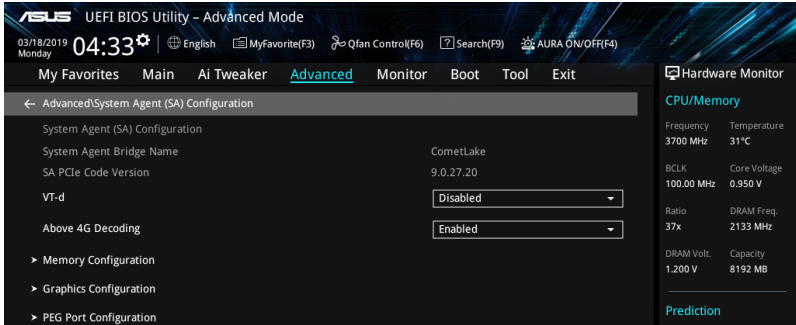 ASUS UEFI BIOS Utility – Advanced Mode
03/18/2019 Monday 04:33 English MyFavorite(F3) Qfan Control(F6) ? Search(F9) AURA ON/OFF(F4)
My Favorites Main Ai Tweaker Advanced Monitor Boot Tool Exit
← Advanced\System Agent (SA) Configuration
System Agent (SA) Configuration
System Agent Bridge Name CometLake
SA PCIe Code Version 9.0.27.20
VT-d Disabled
Above 4G Decoding Enabled
> Memory Configuration
> Graphics Configuration
> PEG Port Configuration
Hardware Monitor
CPU/Memory
Frequency Temperature
3700 MHz 31°C
BCLK Core Voltage
100.00 MHz 0.950 V
Ratio DRAM Freq.
37x 2133 MHz
DRAM Volt. Capacity
1.200 V 8192 MB
Prediction